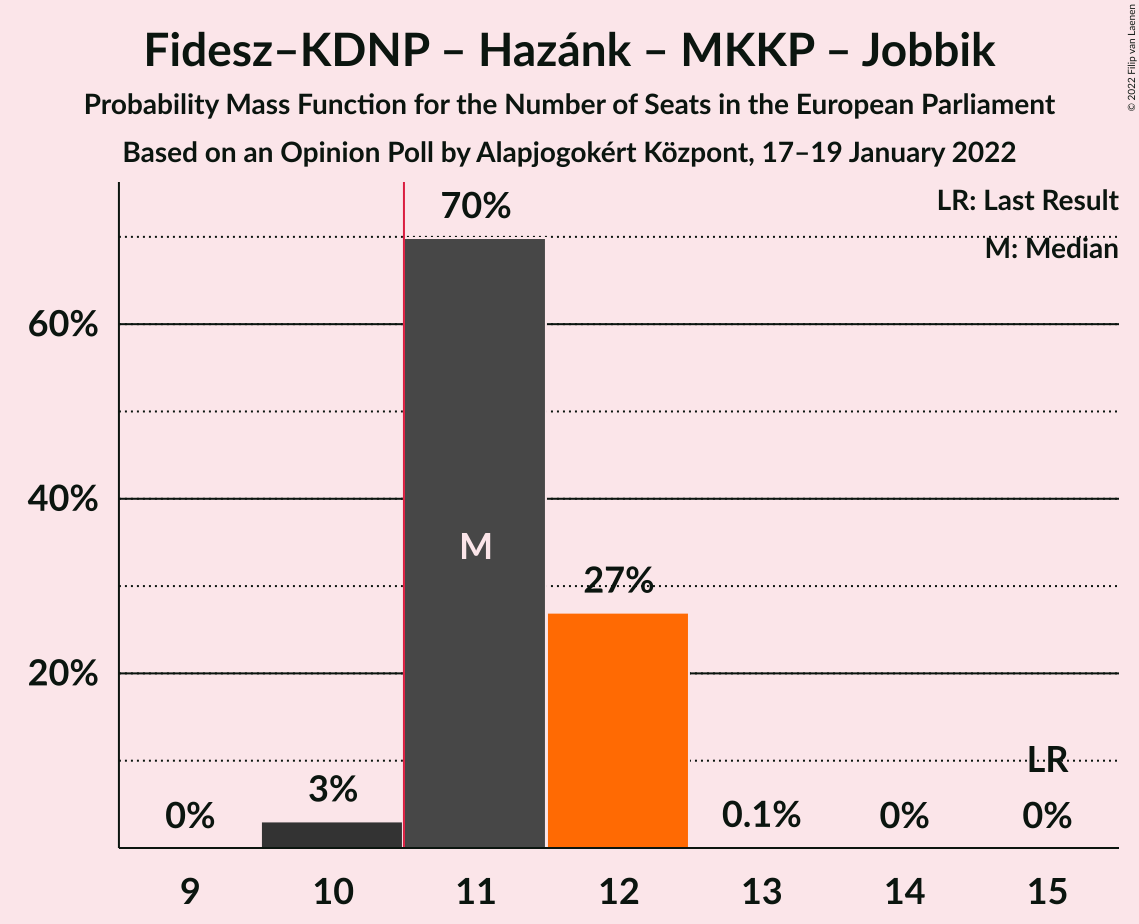 Fidesz–KDNP – Hazánk – MKKP – Jobbik
Probability Mass Function for the Number of Seats in the European Parliament
Based on an Opinion Poll by Alapjogokért Központ, 17–19 January 2022
© 2022 Filip van Laenen
LR: Last Result
M: Median
70%
60%
40%
M
27%
20%
LR
0%
3%
0.1%
0%
0%
9
10
11
12
13
14
15